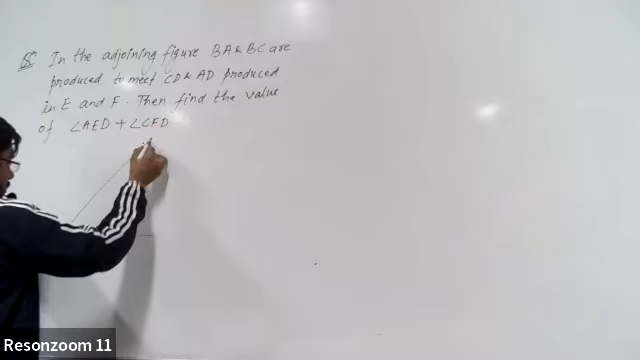 Q5. In the adjoining figure BA & BC are
produced to meet CD & AD produced
in E and F. Then find the value
of ∠AED + ∠CFD
Resonzoom 11